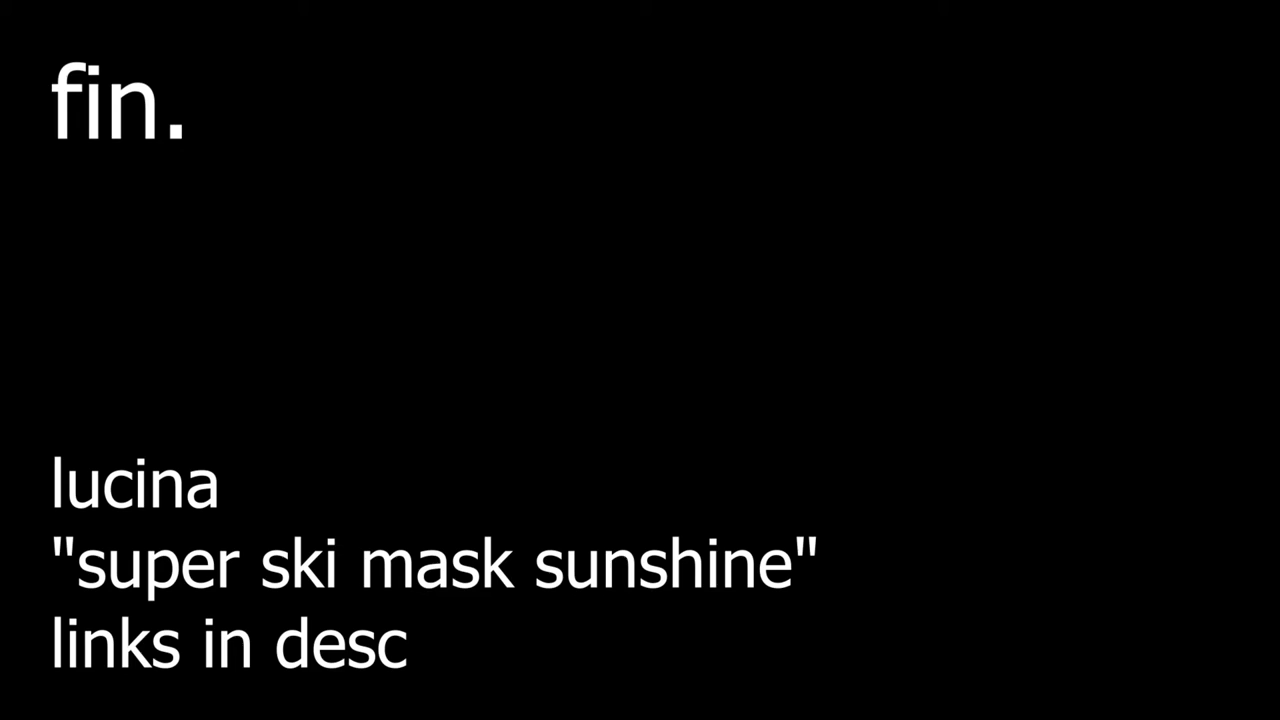 fin.
lucina
"super ski mask sunshine"
links in desc